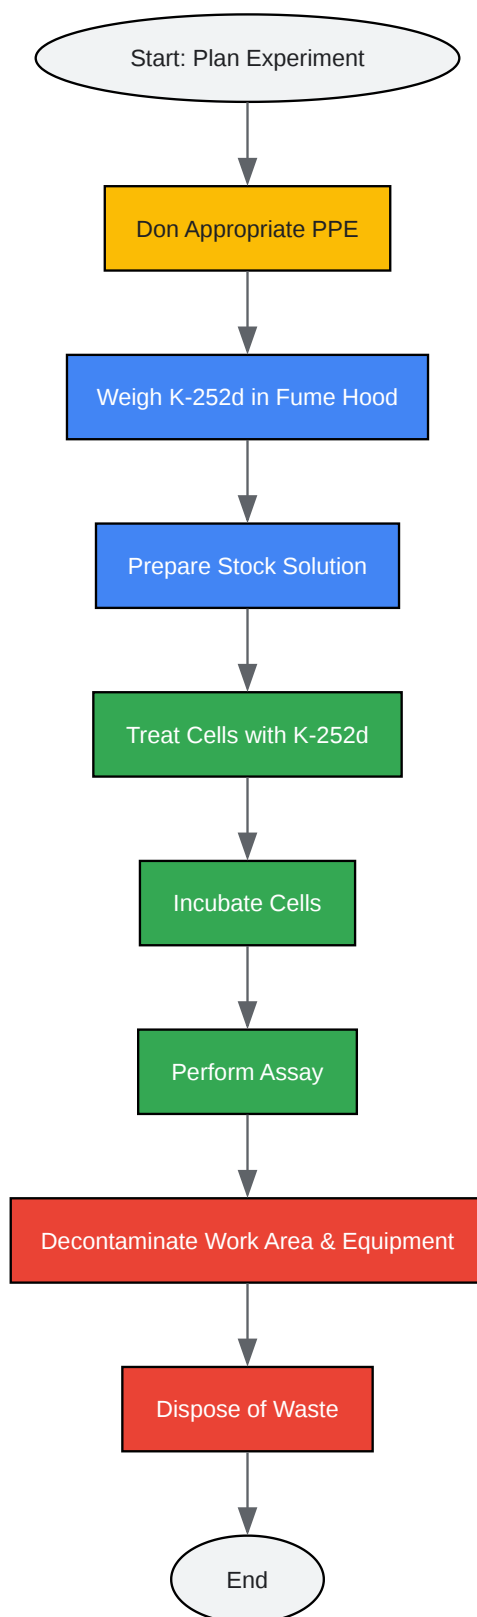 Start: Plan Experiment
Don Appropriate PPE
Weigh K-252d in Fume Hood
Prepare Stock Solution
Treat Cells with K-252d
Incubate Cells
Perform Assay
Decontaminate Work Area & Equipment
Dispose of Waste
End